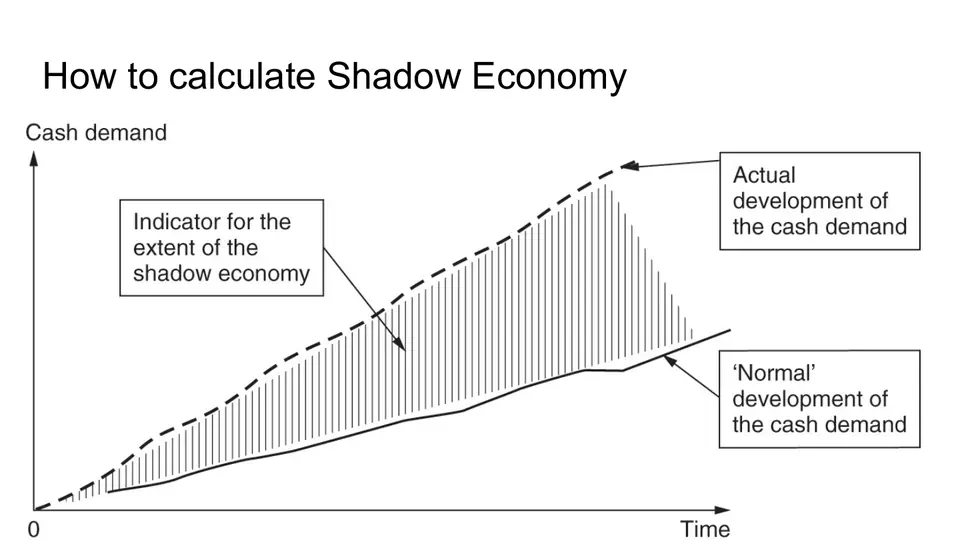 How to calculate Shadow Economy
Cash demand
Indicator for the
extent of the
shadow economy
Actual
development of
the cash demand
‘Normal’
development of
the cash demand
0
Time